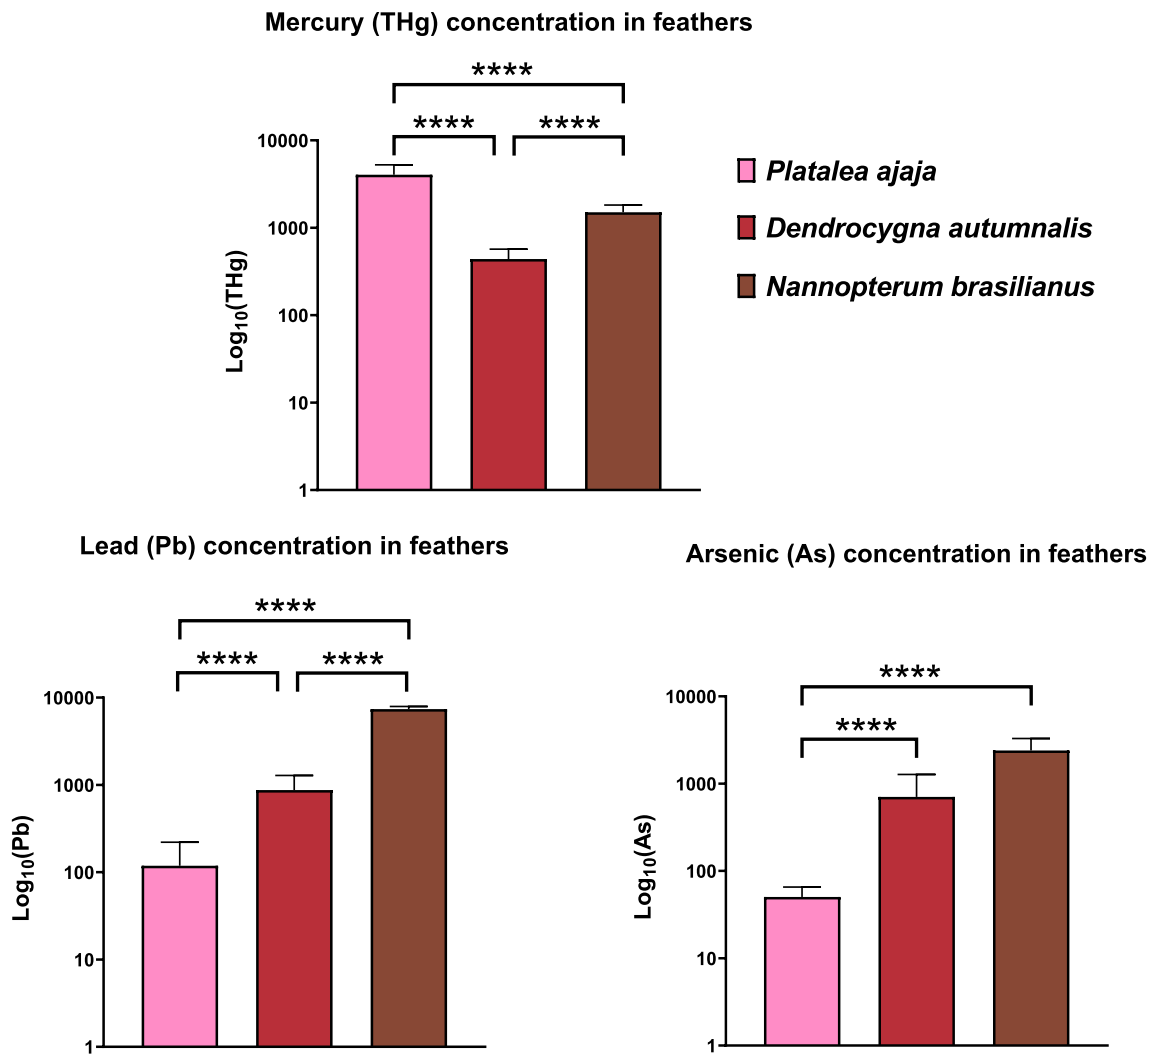 Mercury (THg) concentration in feathers
****
**** ****
10000
1000
100
10
1
Log10(THg)
Platalea ajaja
Dendrocygna autumnalis
Nannopterum brasilianus
Lead (Pb) concentration in feathers
****
**** ****
10000
1000
100
10
1
Log10(Pb)
Arsenic (As) concentration in feathers
****
****
10000
1000
100
10
1
Log10(As)